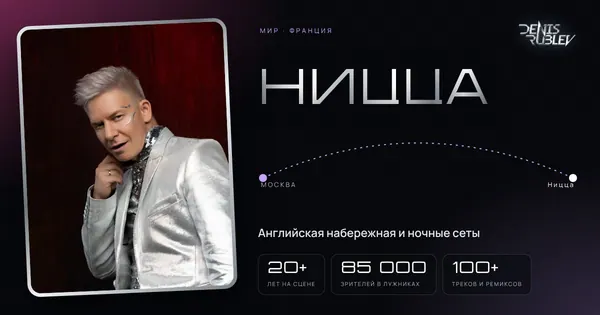 МИР · ФРАНЦИЯ
DENIS
RUBLEV
НИЦЦА
МОСКВА
Ницца
Английская набережная и ночные сеты
20+
ЛЕТ НА СЦЕНЕ
85 000
ЗРИТЕЛЕЙ В ЛУЖНИКАХ
100+
ТРЕКОВ И РЕМИКСОВ